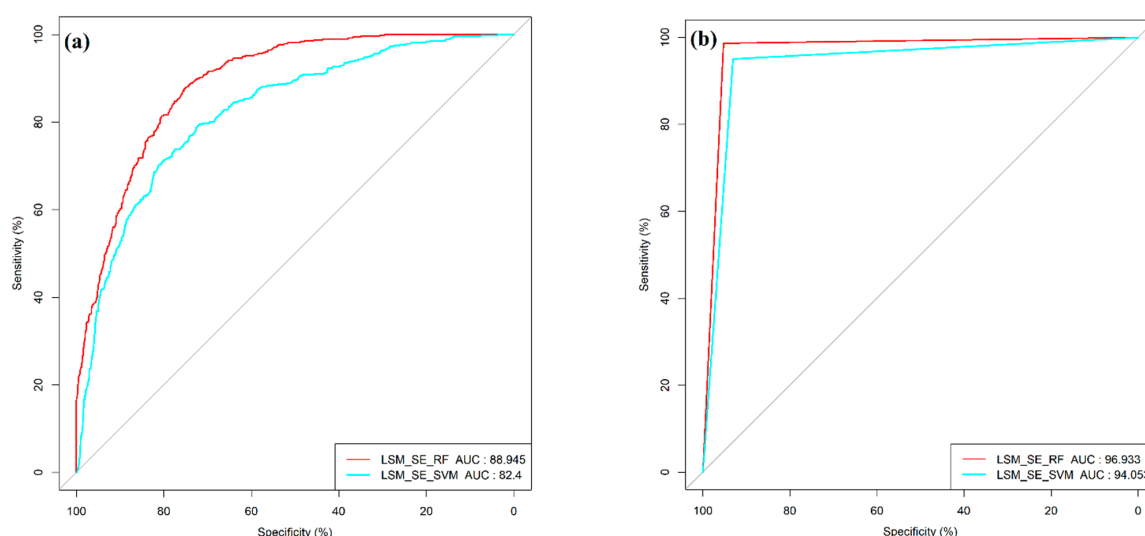 (a)
100
80
60
40
20
0
Sensitivity (%)
100
80
60
40
20
0
Specificity (%)
LSM_SE_RF AUC : 88.945
LSM_SE_SVM AUC : 82.4
(b)
100
80
60
40
20
0
Sensitivity (%)
100
80
60
40
20
0
Specificity (%)
LSM_SE_RF AUC : 96.933
LSM_SE_SVM AUC : 94.053